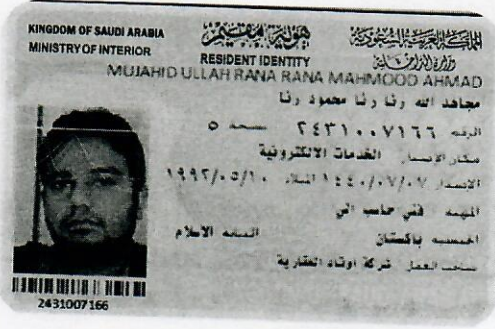 KINGDOM OF SAUDI ARABIA
MINISTRY OF INTERIOR
هوية مقيم
RESIDENT IDENTITY
المملكة العربية السعودية
وزارة الداخلية
MUJAHID ULLAH RANA RANA MAHMOOD AHMAD
مجاهد الله رنا رنا محمود رنا
الرقم ٢٤٣١٠٠٧١٦٦ نسخة ٥
مكان الإصدار الخدمات الالكترونية
الإصدار ١٤٤٠/٠٧/٠٧ الميلاد ١٩٩٢/٠٥/١٠
المهنة فني حاسب الي
الجنسية باكستان الديانة الاسلام
صاحب العمل شركة اوتاد العقارية
2431007166